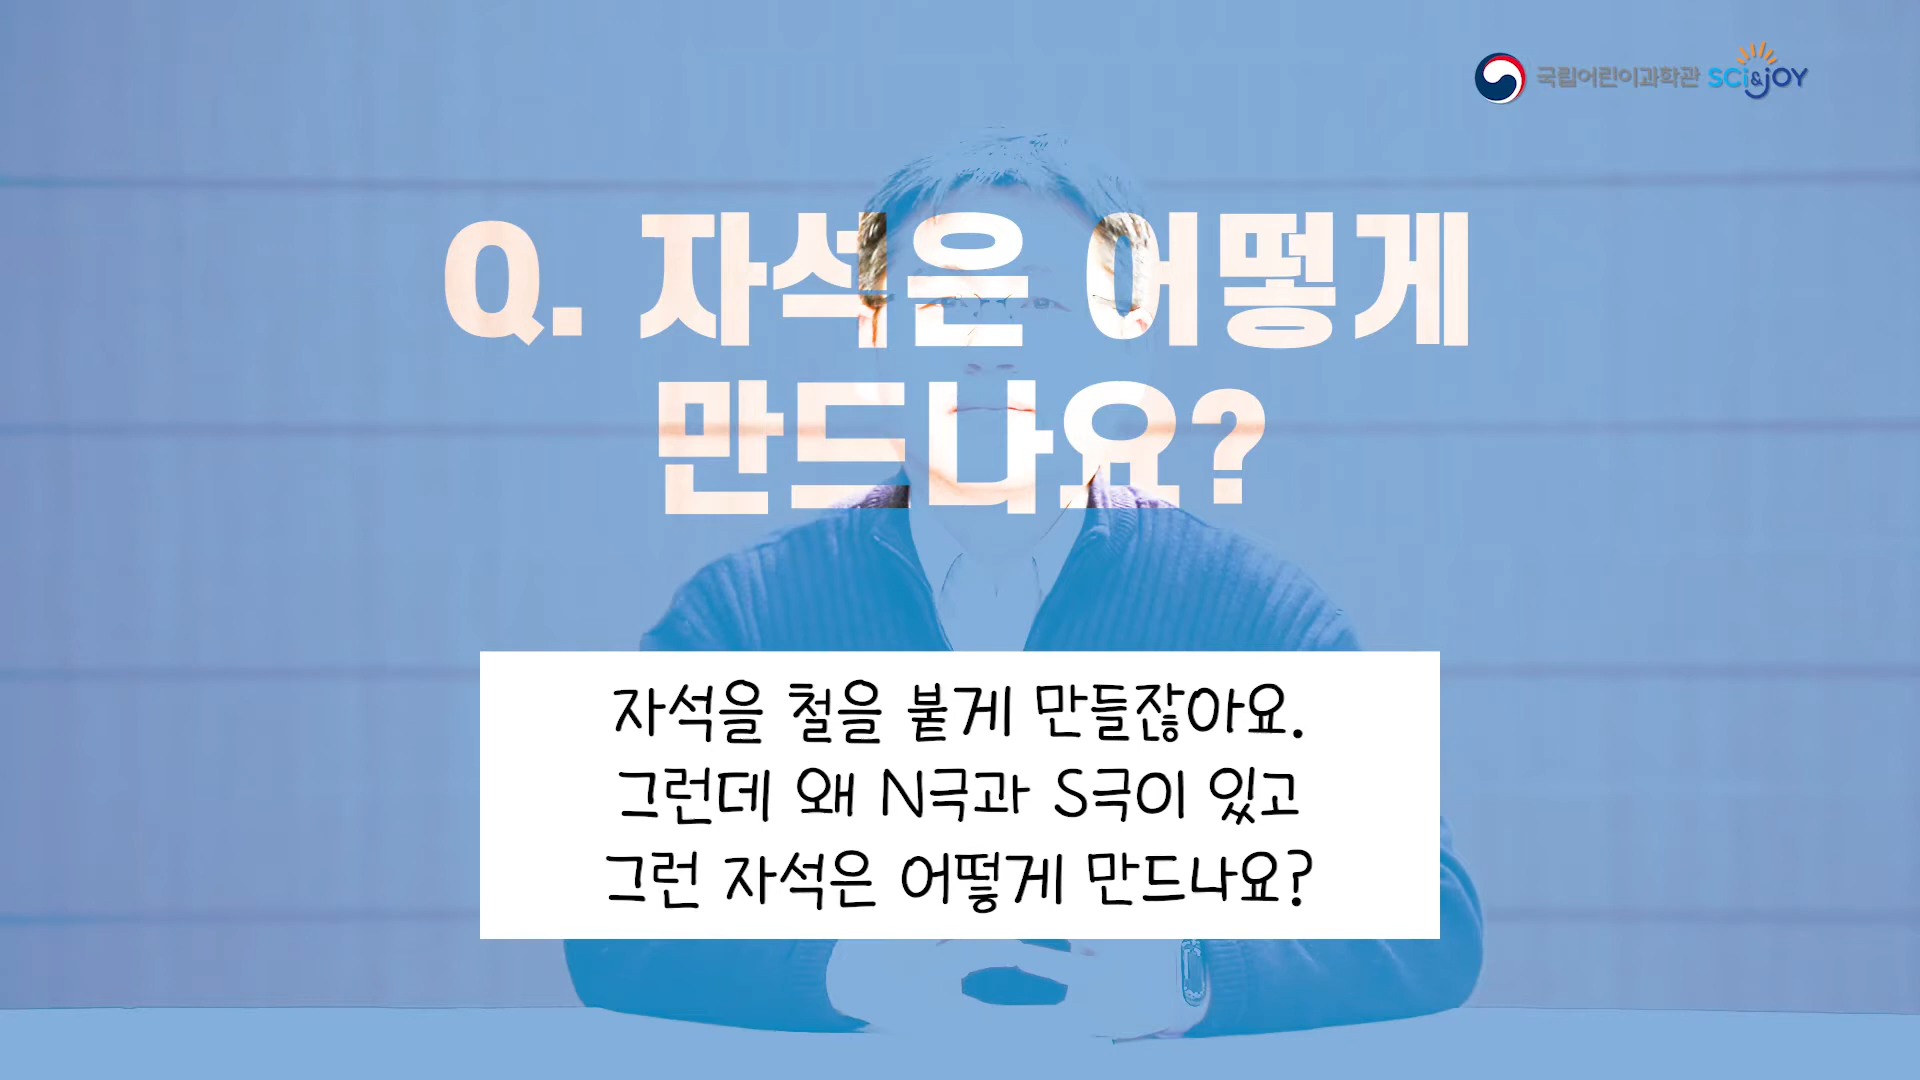 국립어린이과학관 SCi&jOY
Q. 자석은 어떻게
만드나요?
자석을 철을 붙게 만들잖아요.
그런데 왜 N극과 S극이 있고
그런 자석은 어떻게 만드나요?